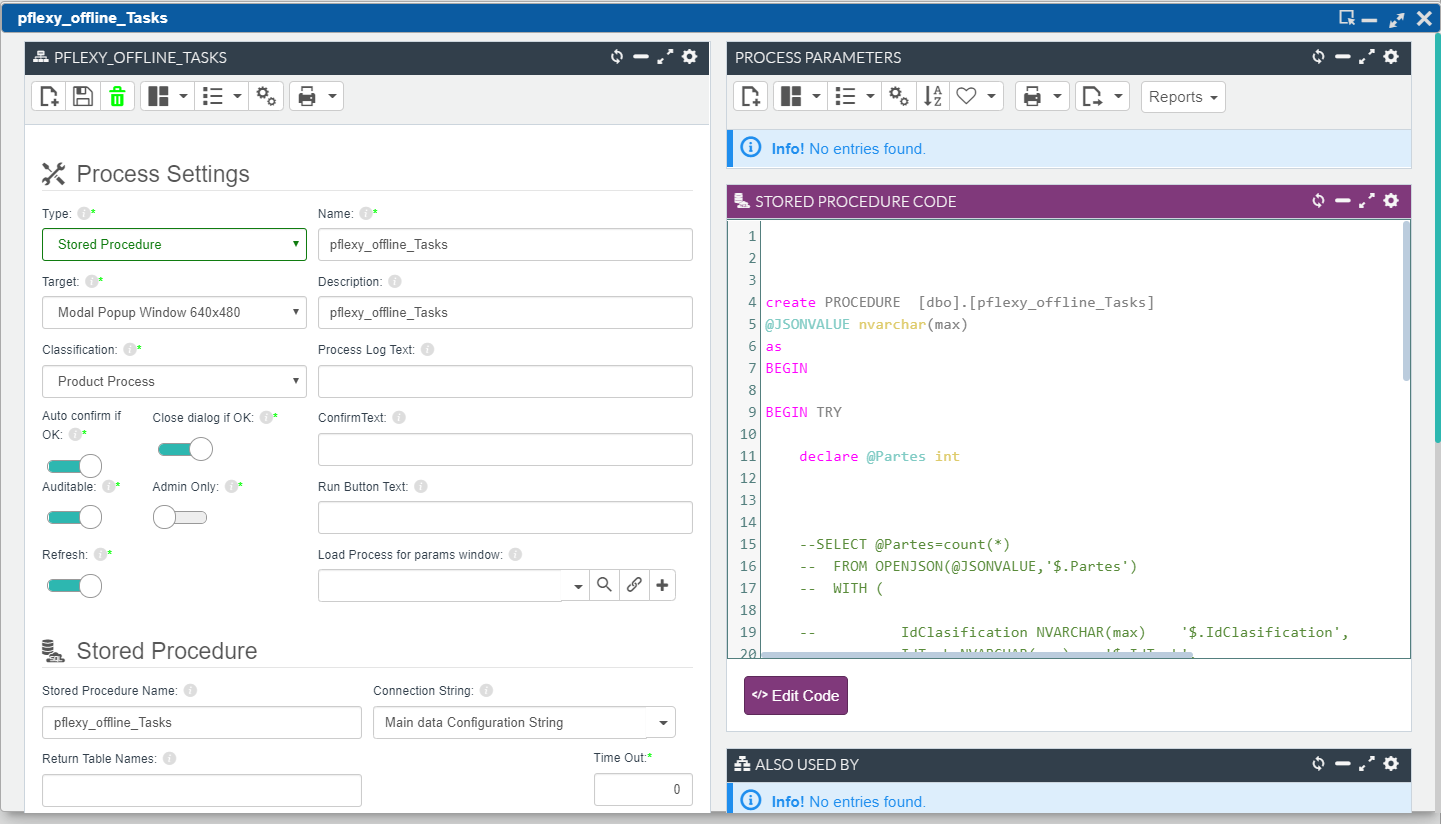 pflexy_offline_Tasks
PFLEXY_OFFLINE_TASKS
Process Settings
Type: *
Name: *
Stored Procedure
pflexy_offline_Tasks
Target: *
Description:
Modal Popup Window 640x480
pflexy_offline_Tasks
Classification: *
Process Log Text:
Product Process
Auto confirm if OK: *
Close dialog if OK: *
ConfirmText:
Auditable: *
Admin Only: *
Run Button Text:
Refresh: *
Load Process for params window:
Stored Procedure
Stored Procedure Name:
Connection String:
pflexy_offline_Tasks
Main data Configuration String
Return Table Names:
Time Out:*
0
PROCESS PARAMETERS
Reports
Info! No entries found.
STORED PROCEDURE CODE
1
2
3
4 create PROCEDURE  [dbo].[pflexy_offline_Tasks]
5 @JSONVALUE nvarchar(max)
6 as
7 BEGIN
8
9 BEGIN TRY
10
11     declare @Partes int
12
13
14
15     --SELECT @Partes=count(*)
16     --  FROM OPENJSON(@JSONVALUE,'$.Partes')
17     --  WITH (
18
19     --          IdClasification NVARCHAR(max)    '$.IdClasification',
20
</> Edit Code
ALSO USED BY
Info! No entries found.